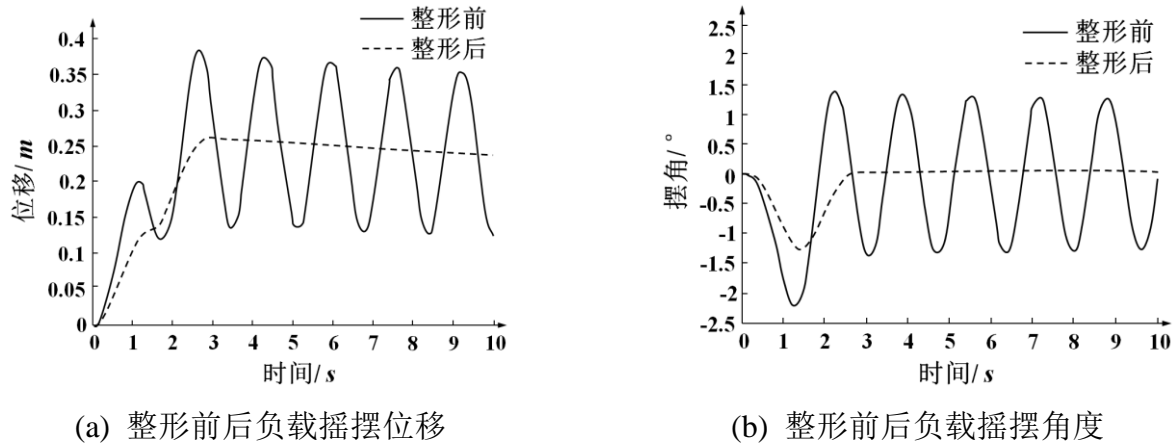 整形前
整形后
0.4
0.35
0.3
0.25
0.2
0.15
0.1
0.05
0
位移/m
0 1 2 3 4 5 6 7 8 9 10
时间/s
(a) 整形前后负载摇摆位移
整形前
整形后
2.5
2
1.5
1
0.5
0
-0.5
-1
-1.5
-2
-2.5
摆角/°
0 1 2 3 4 5 6 7 8 9 10
时间/s
(b) 整形前后负载摇摆角度